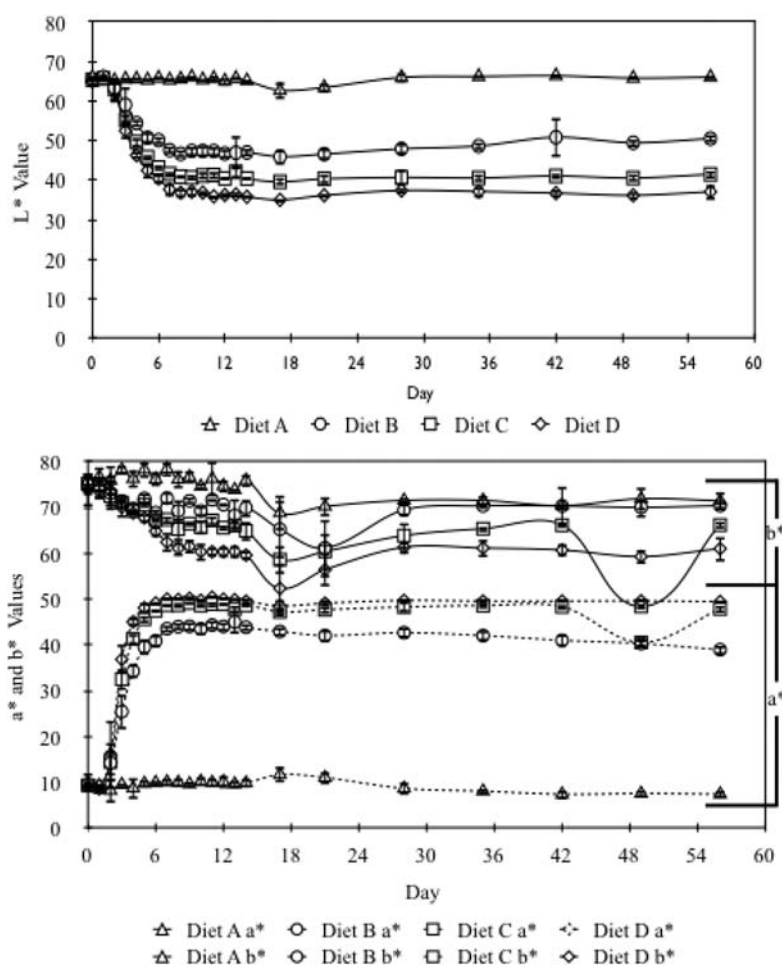 80
70
60
50
40
30
20
10
0
L* Value
0 6 12 18 24 30 36 42 48 54 60
Day
Diet A Diet B Diet C Diet D
80
70
60
50
40
30
20
10
0
a* and b* Values
b*
a*
0 6 12 18 24 30 36 42 48 54 60
Day
Diet A a* Diet B a* Diet C a* Diet D a*
Diet A b* Diet B b* Diet C b* Diet D b*